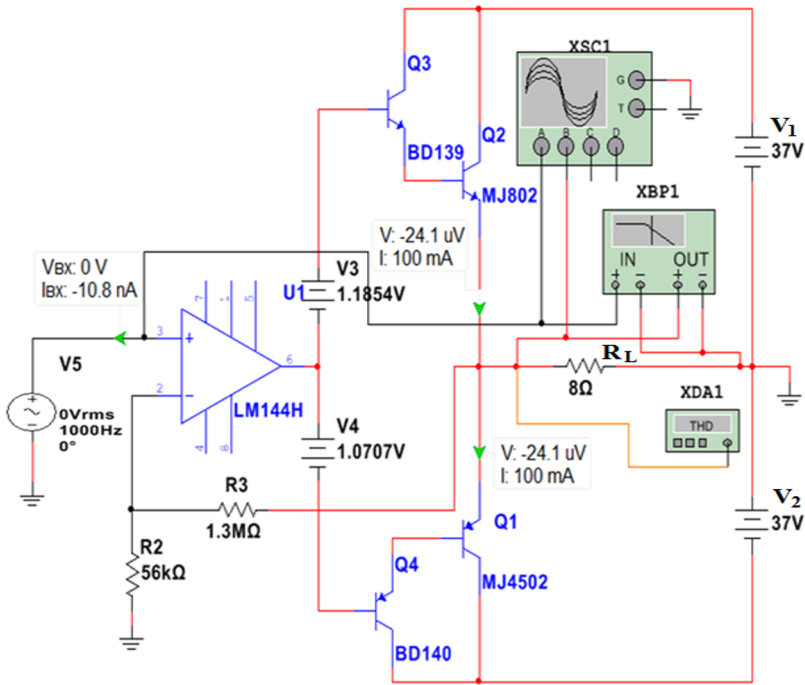 XSC1
G
T
A B C D
Q3
BD139
Q2
MJ802
V1
37V
XBP1
IN OUT
+ - + -
V: -24.1 uV
I: 100 mA
VBX: 0 V
IBX: -10.8 nA
V3
U1
1.1854V
7 1 5
3
+
6
2
-
4 8
LM144H
V5
0Vrms
1000Hz
0°
V4
1.0707V
RL
8Ω
XDA1
THD
V: -24.1 uV
I: 100 mA
V2
37V
R3
1.3MΩ
R2
56kΩ
Q1
MJ4502
Q4
BD140